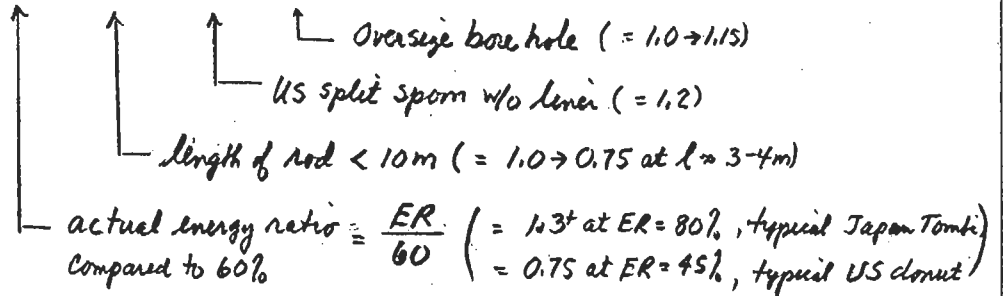 Oversize bore hole ( = 1.0→1.15)
US split spoon w/o liner ( = 1.2)
length of rod < 10m ( = 1.0→0.75 at l ≈ 3-4m)
actual energy ratio = ER/60 ( = 1.3+ at ER = 80%, typical Japan Tombi
compared to 60% = 0.75 at ER = 45%, typical US donut )